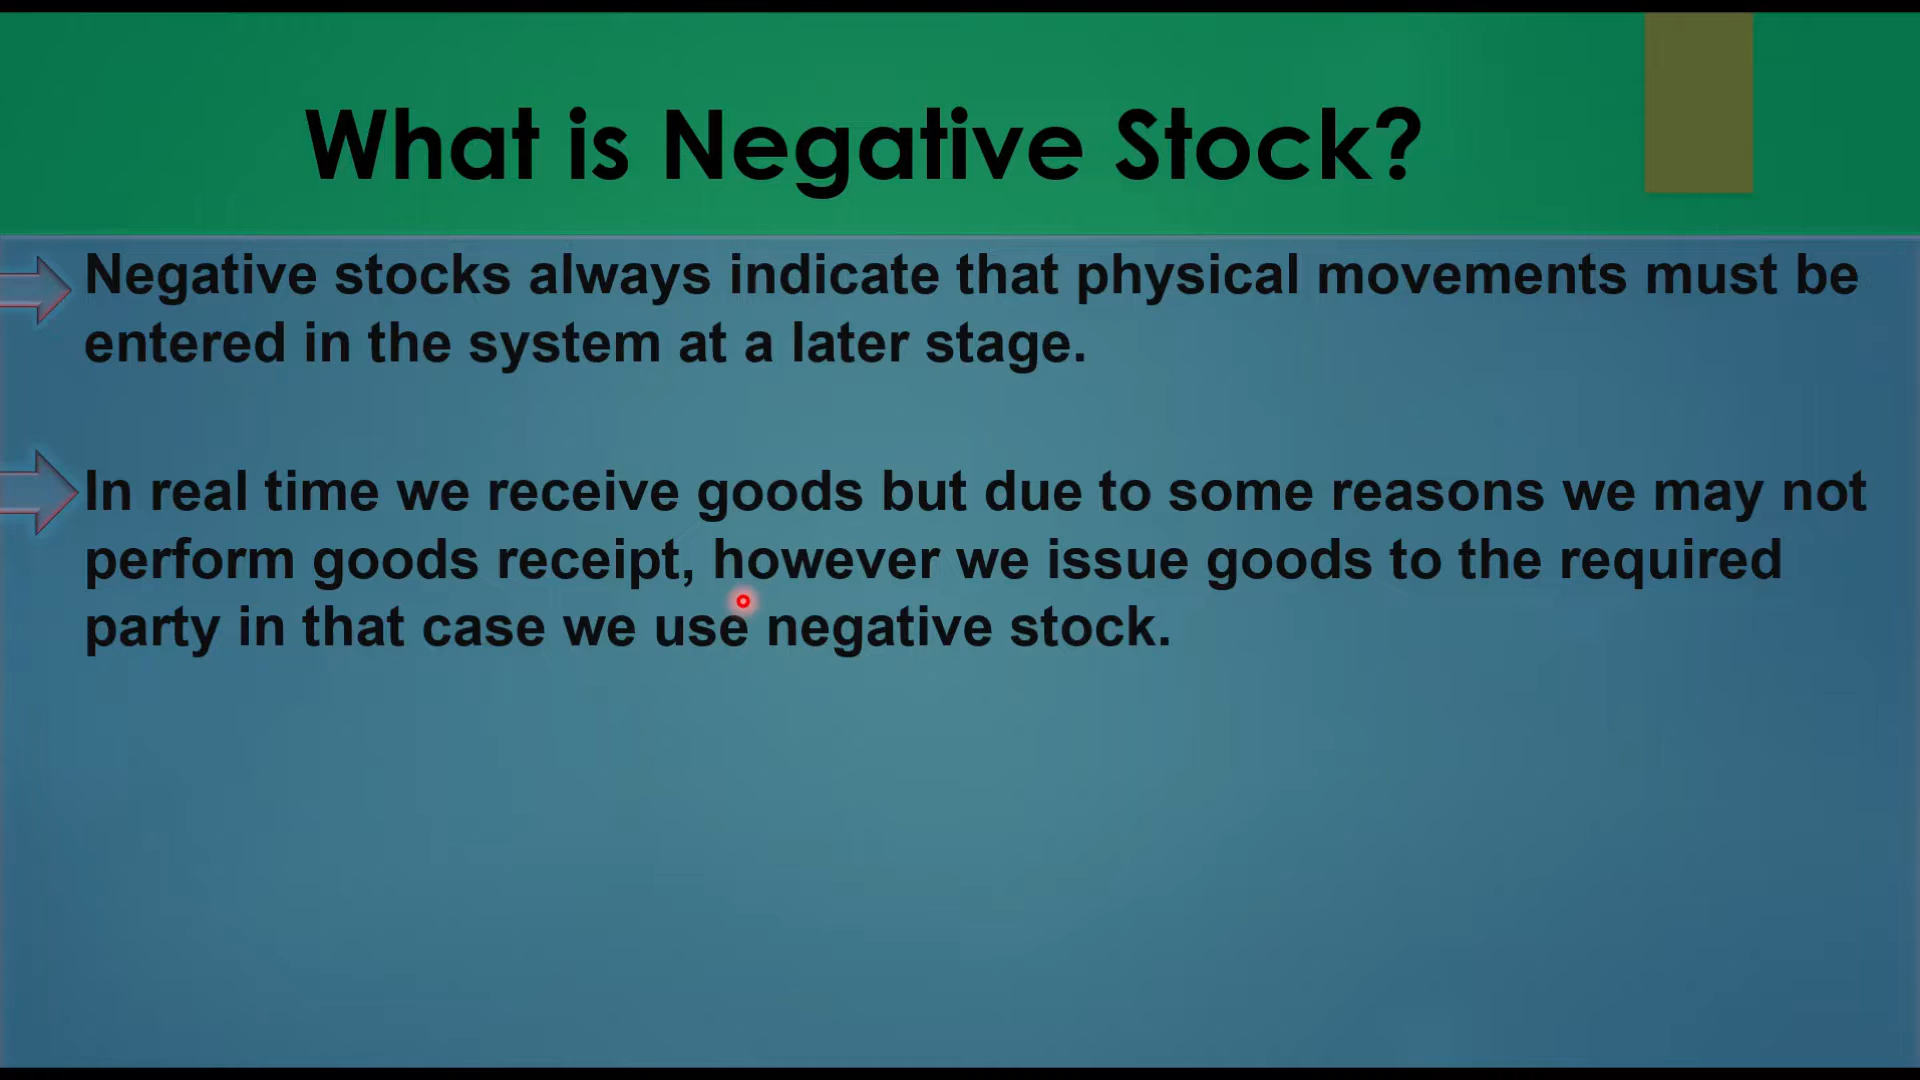 What is Negative Stock?
Negative stocks always indicate that physical movements must be
entered in the system at a later stage.
In real time we receive goods but due to some reasons we may not
perform goods receipt, however we issue goods to the required
party in that case we use negative stock.